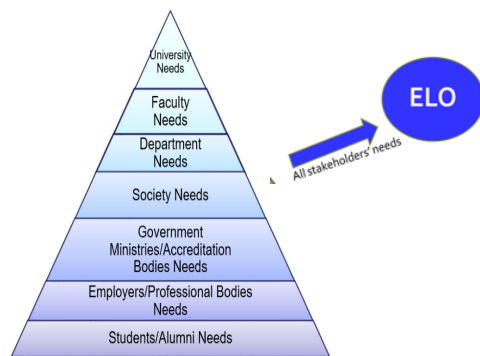 University
Needs
Faculty
Needs
Department
Needs
Society Needs
Government
Ministries/Accreditation
Bodies Needs
Employers/Professional Bodies
Needs
Students/Alumni Needs
ELO
All stakeholders' needs